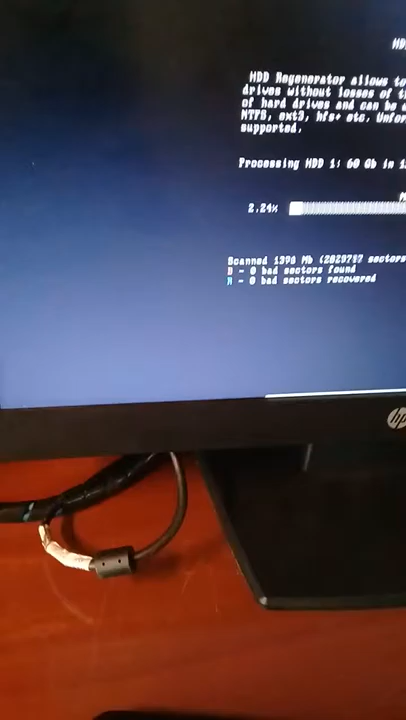 HDD Regenerator allows to
drives without losses of
of hard drives and can be
NTFS, ext3, hfs+ etc. Unfor
supported.
Processing HDD 1: 60 Gb in
2.24%
Scanned 1398 Mb
B - 0 bad sectors found
R - 0 bad sectors recovered
hp